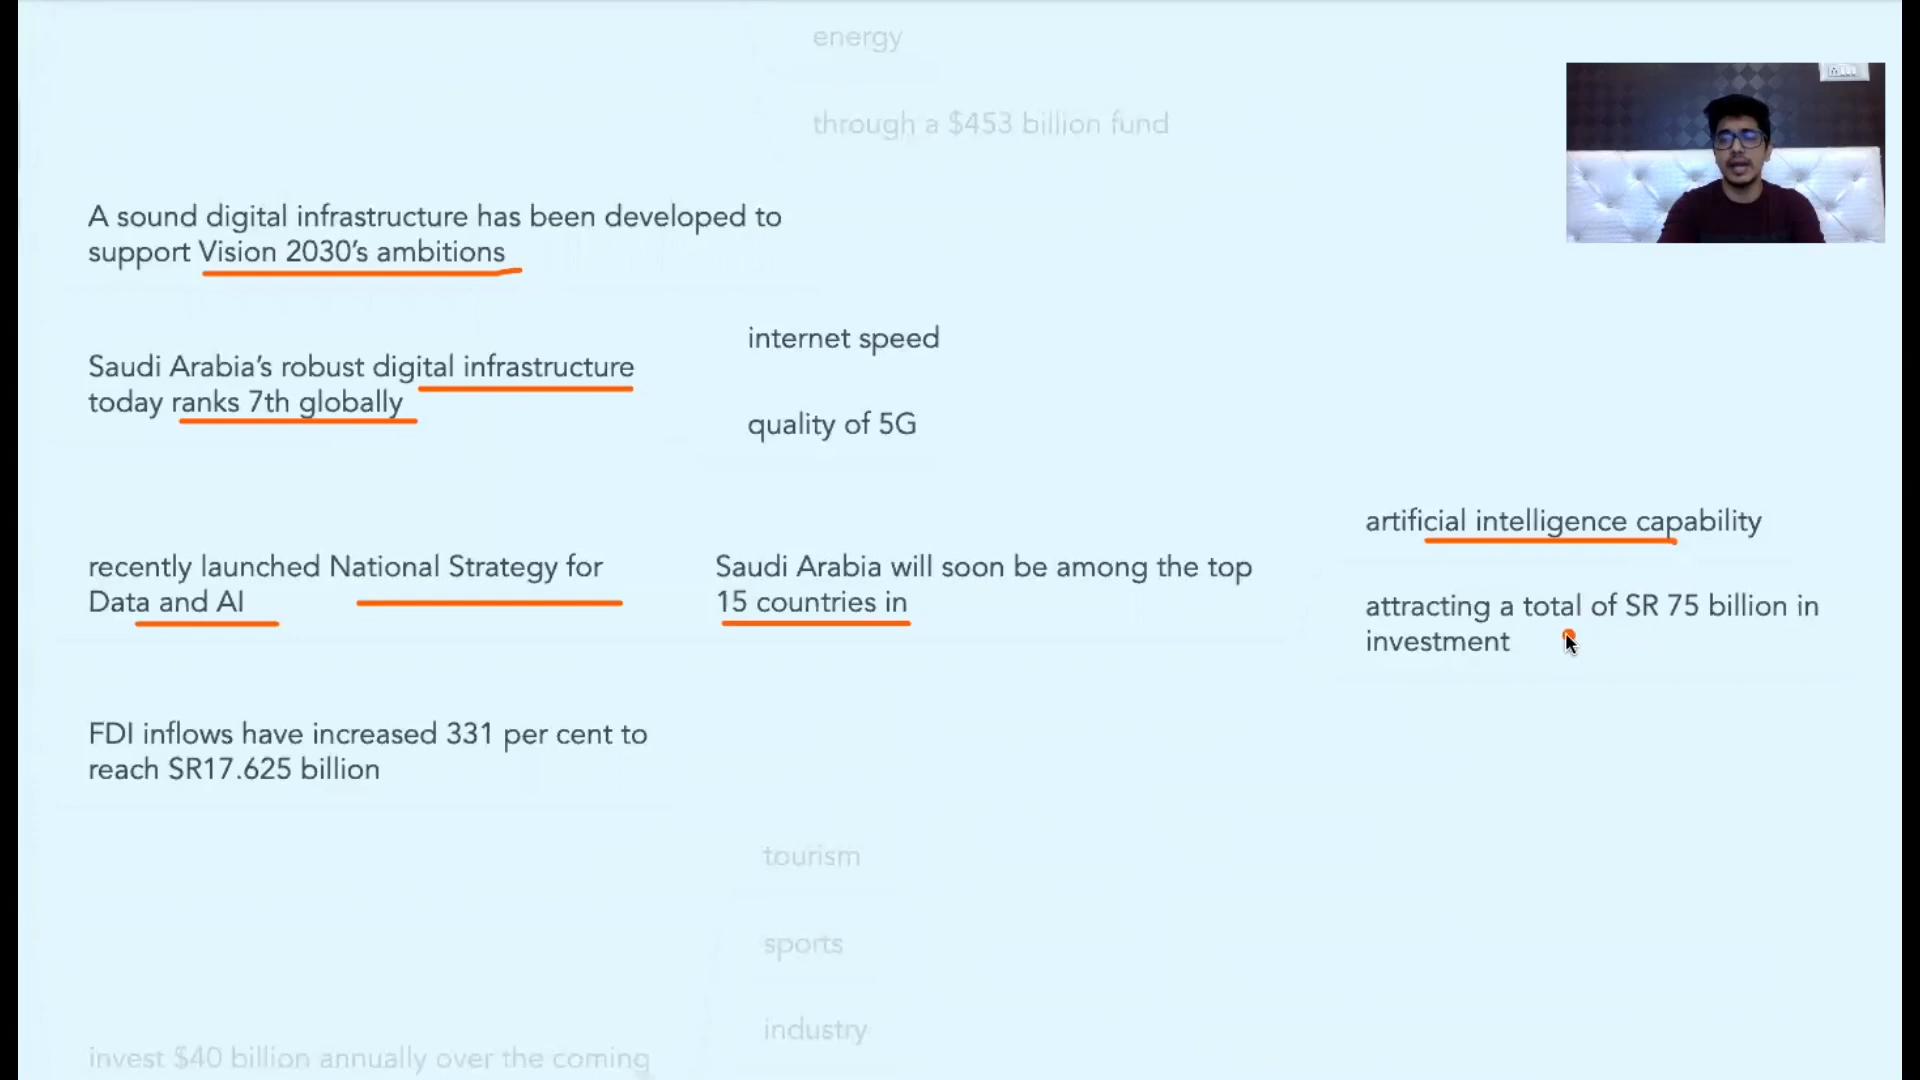 energy
through a $453 billion fund
A sound digital infrastructure has been developed to
support Vision 2030’s ambitions
internet speed
Saudi Arabia’s robust digital infrastructure
today ranks 7th globally
quality of 5G
artificial intelligence capability
recently launched National Strategy for
Data and AI
Saudi Arabia will soon be among the top
15 countries in
attracting a total of SR 75 billion in
investment
FDI inflows have increased 331 per cent to
reach SR17.625 billion
tourism
sports
industry
invest $40 billion annually over the coming